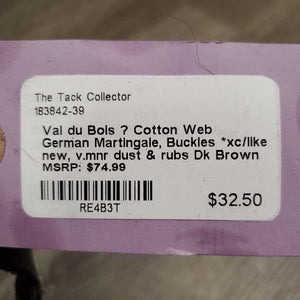 The Tack Collector
183842-39
Val du Bois ? Cotton Web
German Martingale, Buckles *xc/like
new, v.mnr dust & rubs Dk Brown
MSRP: $74.99
$32.50
RE4B3T